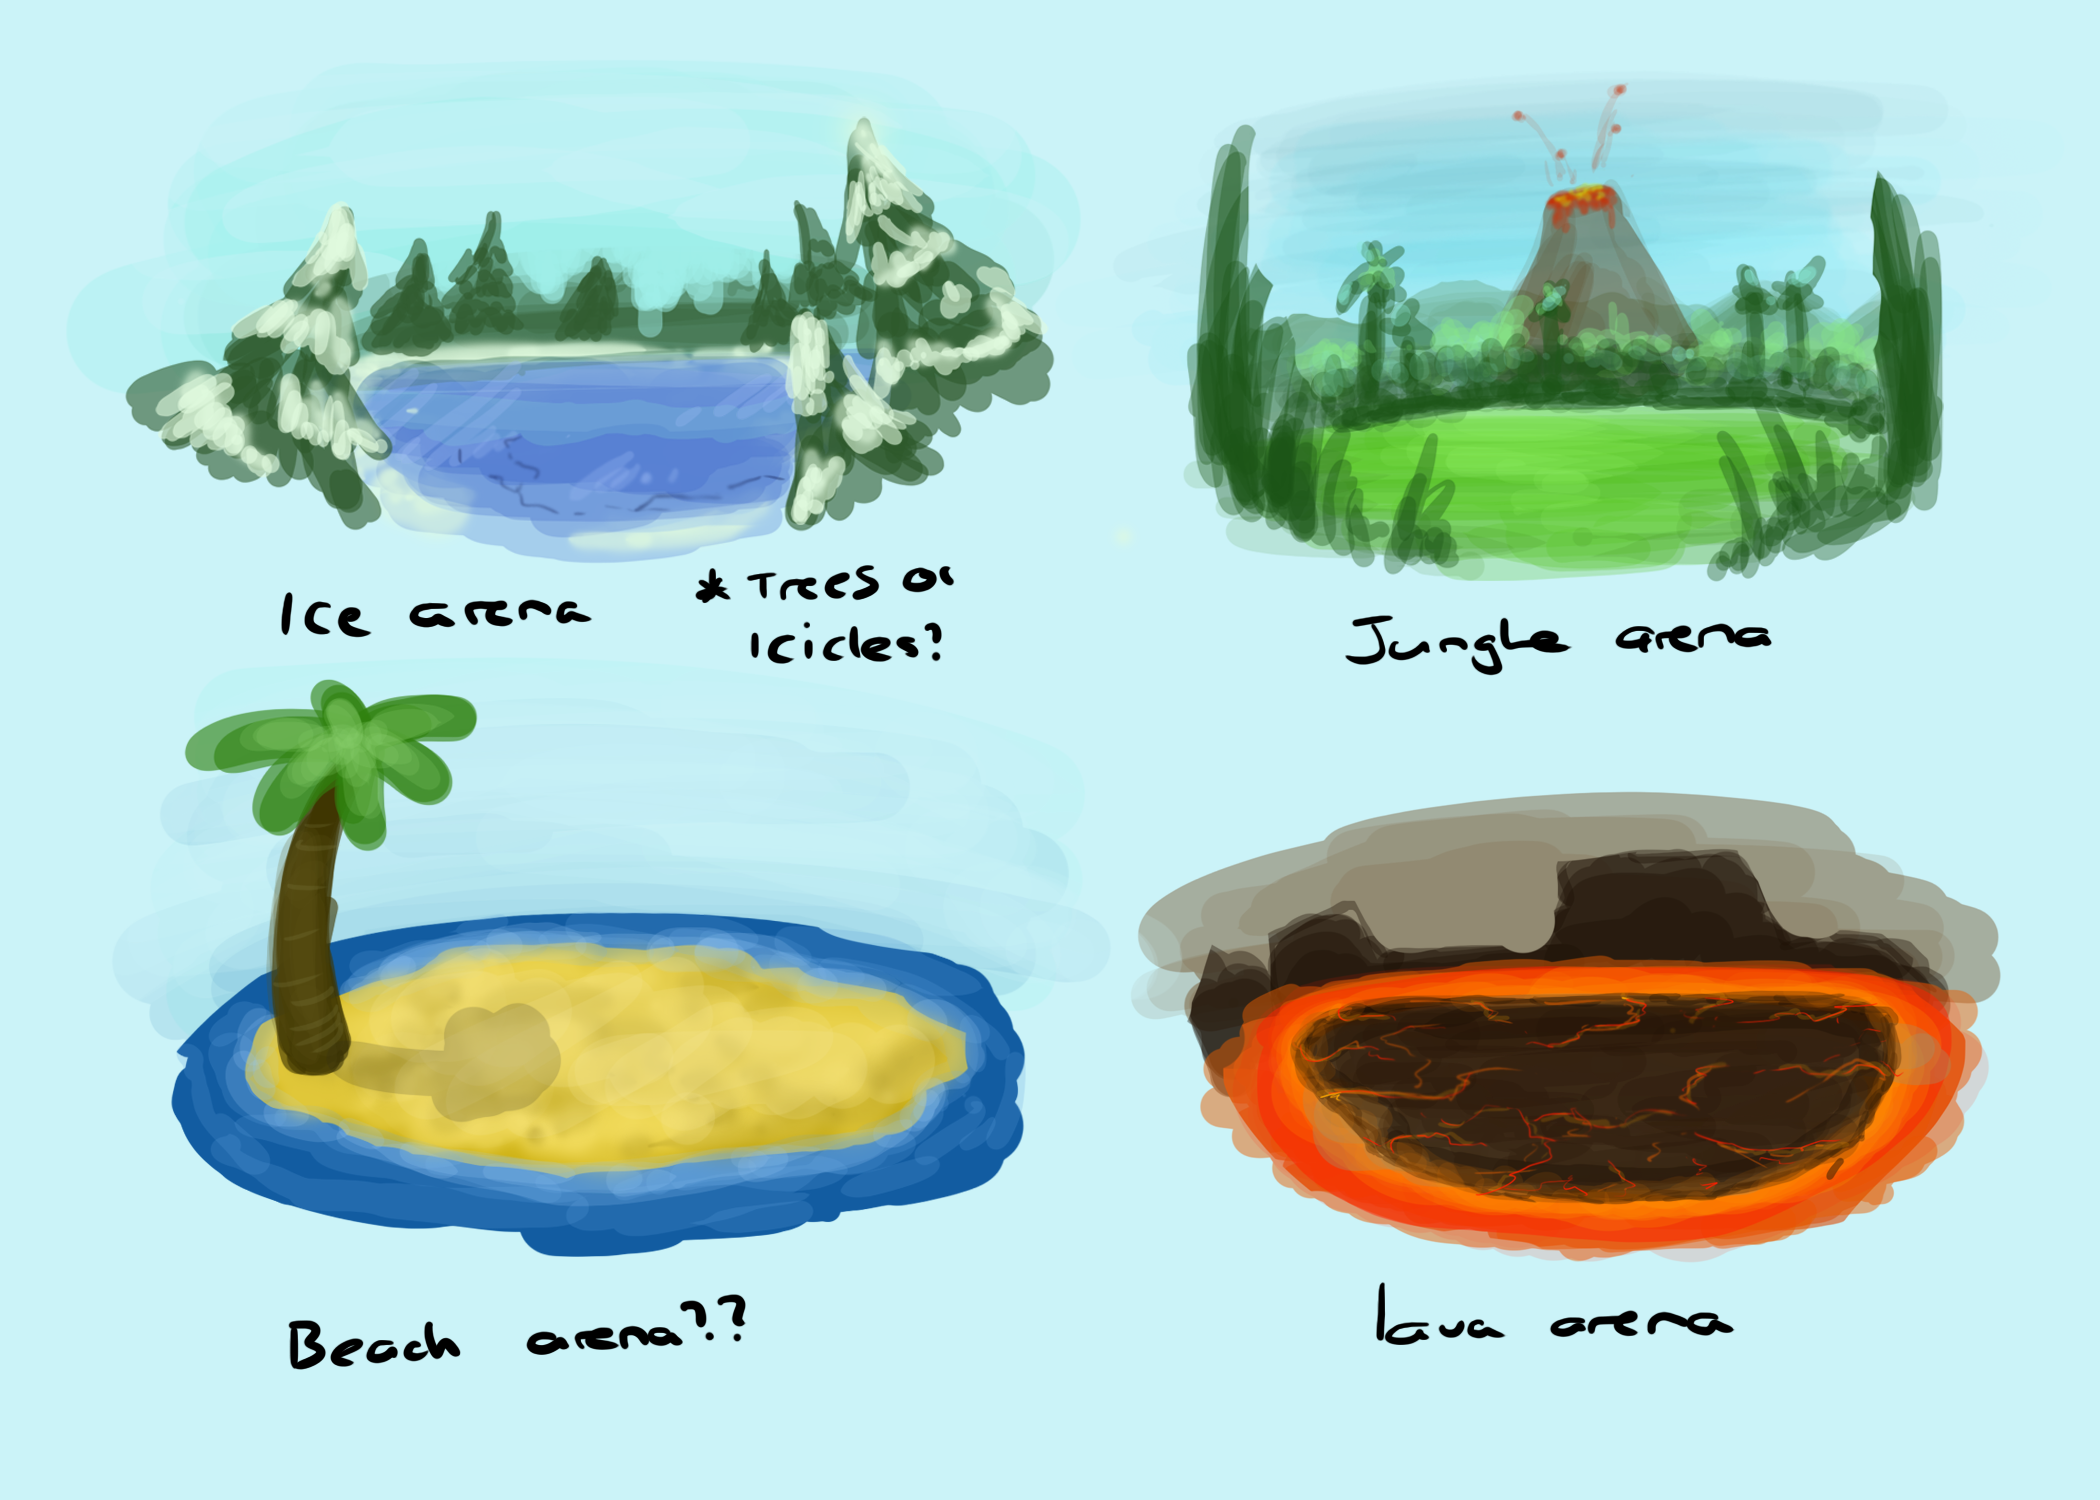 Ice arena
* Trees or
Icicles?
Jungle arena
Beach arena??
lava arena